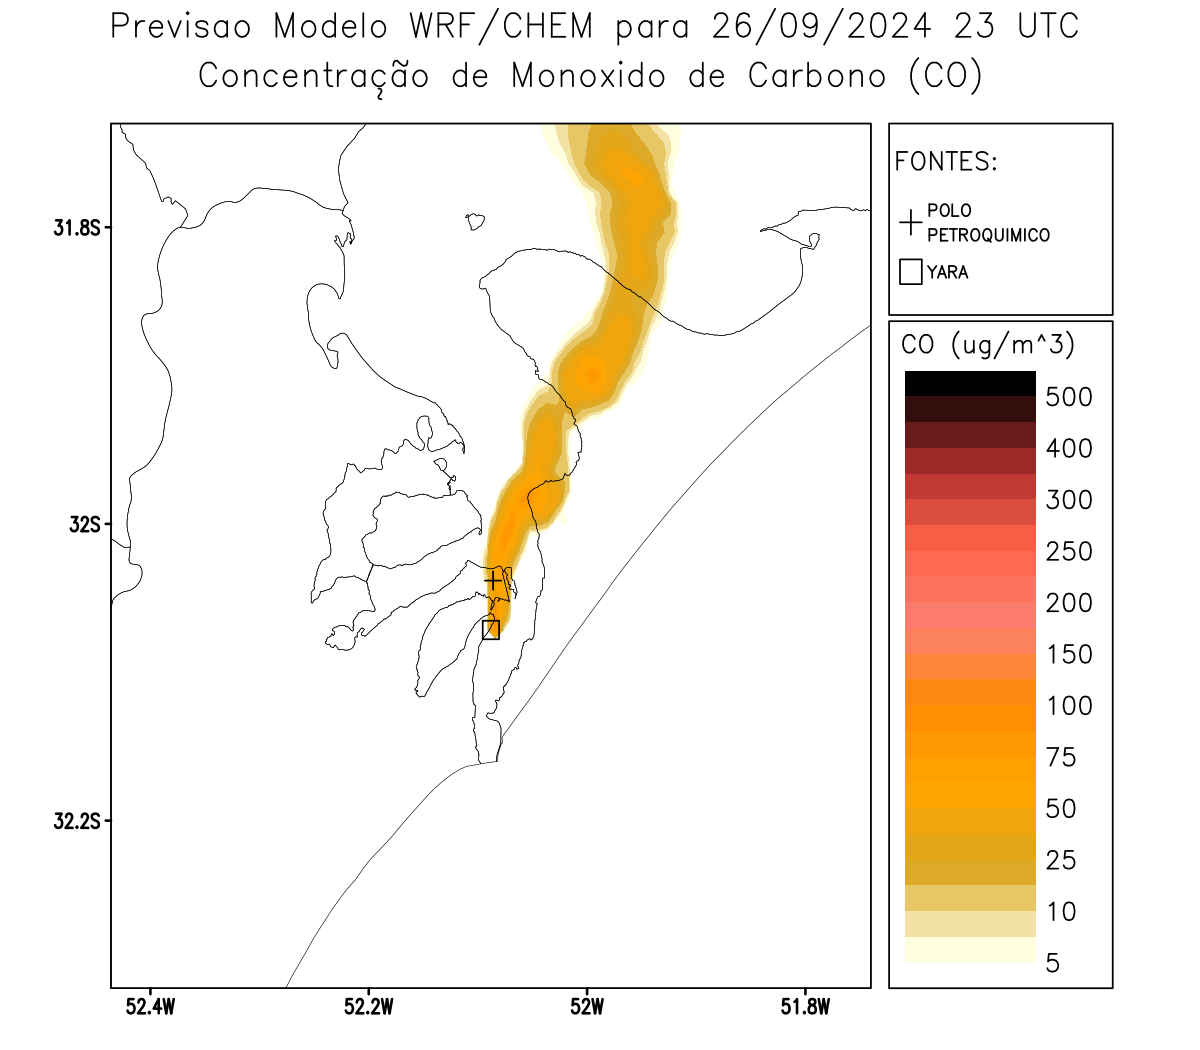 Previsao Modelo WRF/CHEM para 26/09/2024 23 UTC
Concentração de Monoxido de Carbono (CO)
FONTES:
POLO
PETROQUIMICO
YARA
CO (ug/m^3)
500
400
300
250
200
150
100
75
50
25
10
5
31.8S
32S
32.2S
52.4W
52.2W
52W
51.8W